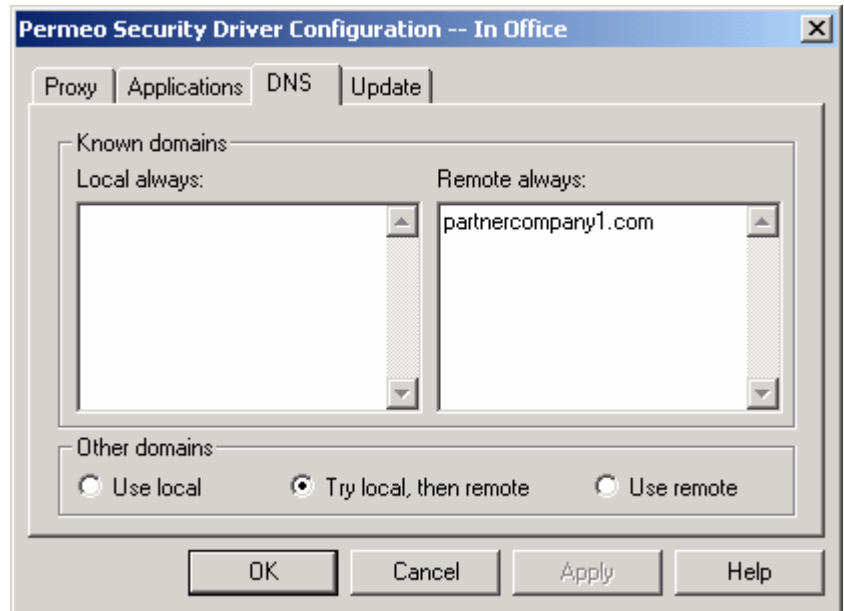 Permeo Security Driver Configuration -- In Office
Proxy Applications DNS Update
Known domains
Local always: Remote always:
partnercompany1.com
Other domains
Use local Try local, then remote Use remote
OK Cancel Apply Help